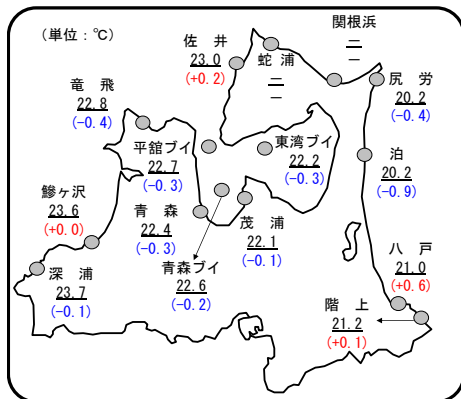 (単位：℃)
関根浜
二
一
佐井
23.0
(+0.2)
蛇浦
二
一
尻労
20.2
(-0.4)
竜飛
22.8
(-0.4)
平舘ブイ
22.7
(-0.3)
東湾ブイ
22.2
(-0.3)
泊
20.2
(-0.9)
鰺ヶ沢
23.6
(+0.0)
青森
22.4
(-0.3)
茂浦
22.1
(-0.1)
八戸
21.0
(+0.6)
深浦
23.7
(-0.1)
青森ブイ
22.6
(-0.2)
階上
21.2
(+0.1)